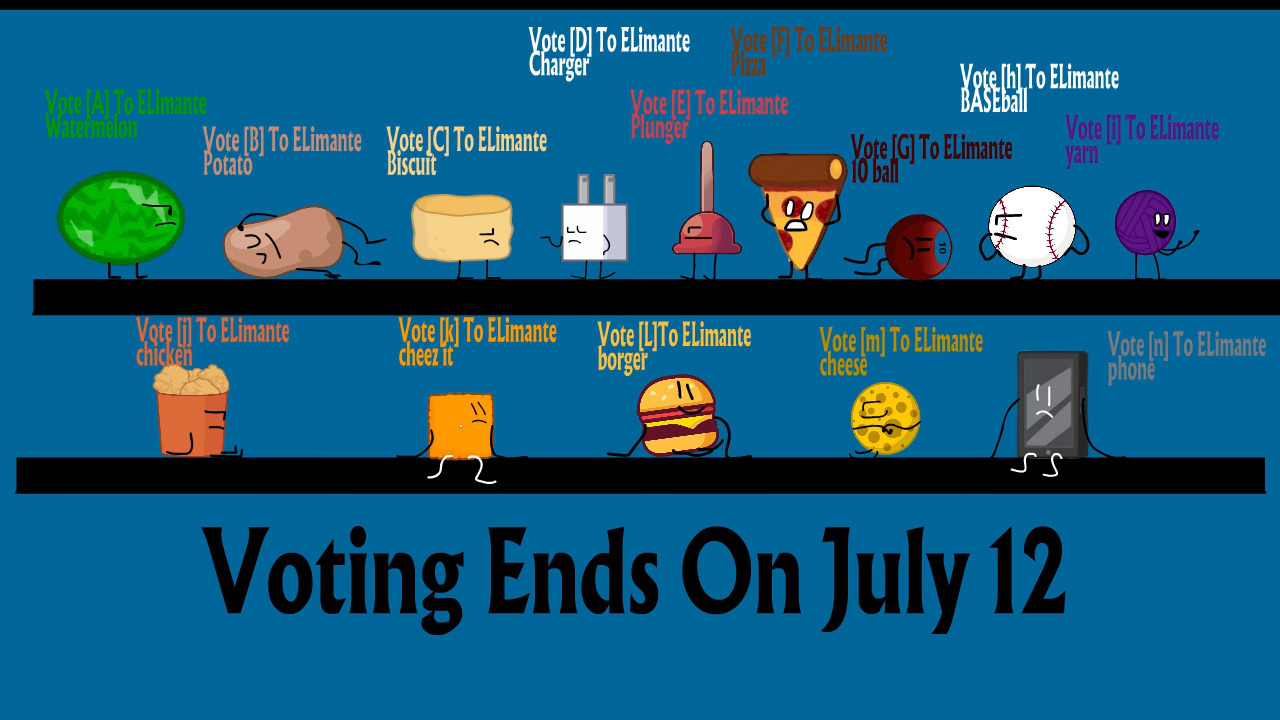 Vote [A] To ELimante
Watermelon
Vote [B] To ELimante
Potato
Vote [C] To ELimante
Biscuit
Vote [D] To ELimante
Charger
Vote [E] To ELimante
Plunger
Vote [F] To ELimante
Pizza
Vote [G] To ELimante
10 ball
Vote [h] To ELimante
BASEball
Vote [i] To ELimante
yarn
10
Vote [j] To ELimante
chicken
Vote [k] To ELimante
cheez it
Vote [L]To ELimante
borger
Vote [m] To ELimante
cheese
Vote [n] To ELimante
phone
Voting Ends On July 12